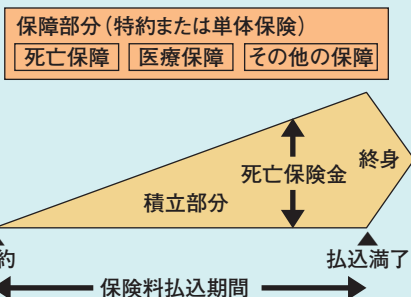 保障部分(特約または単体保険)
死亡保障 医療保障 その他の保障
終身
死亡保険金
積立部分
約 払込満了
保険料払込期間